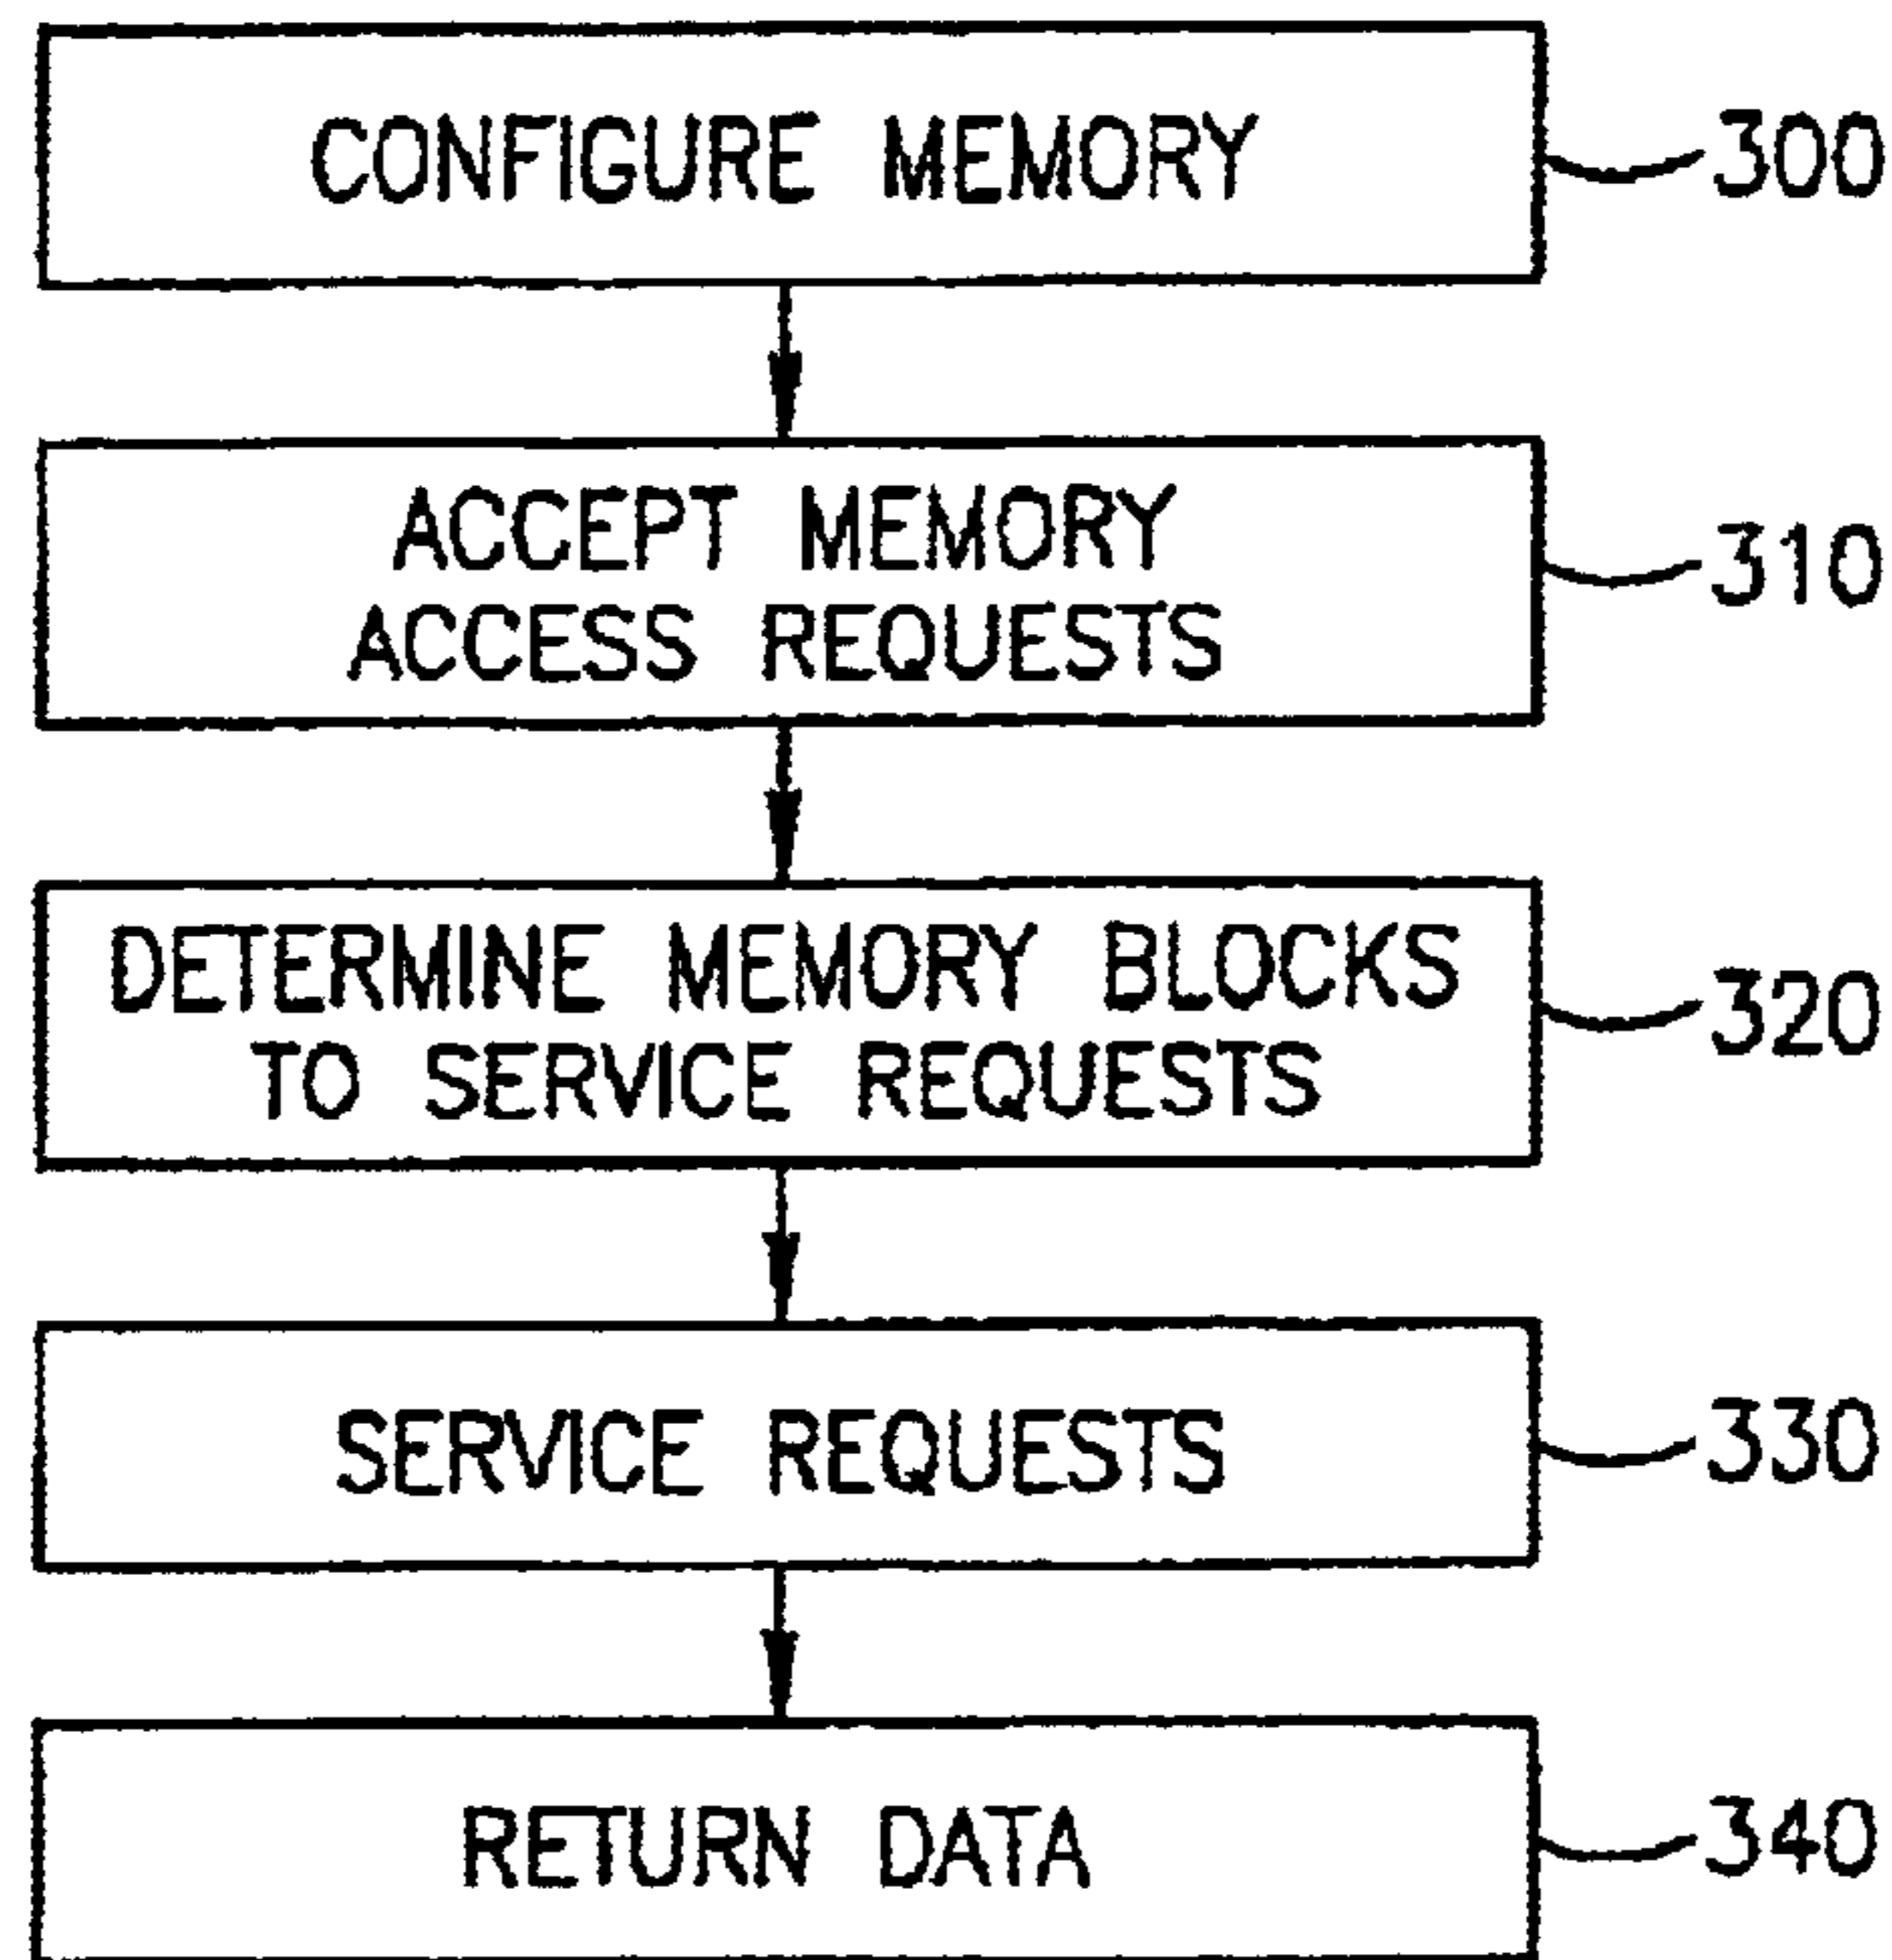 CONFIGURE MEMORY
300
ACCEPT MEMORY
ACCESS REQUESTS
310
DETERMINE MEMORY BLOCKS
TO SERVICE REQUESTS
320
SERVICE REQUESTS
330
RETURN DATA
340